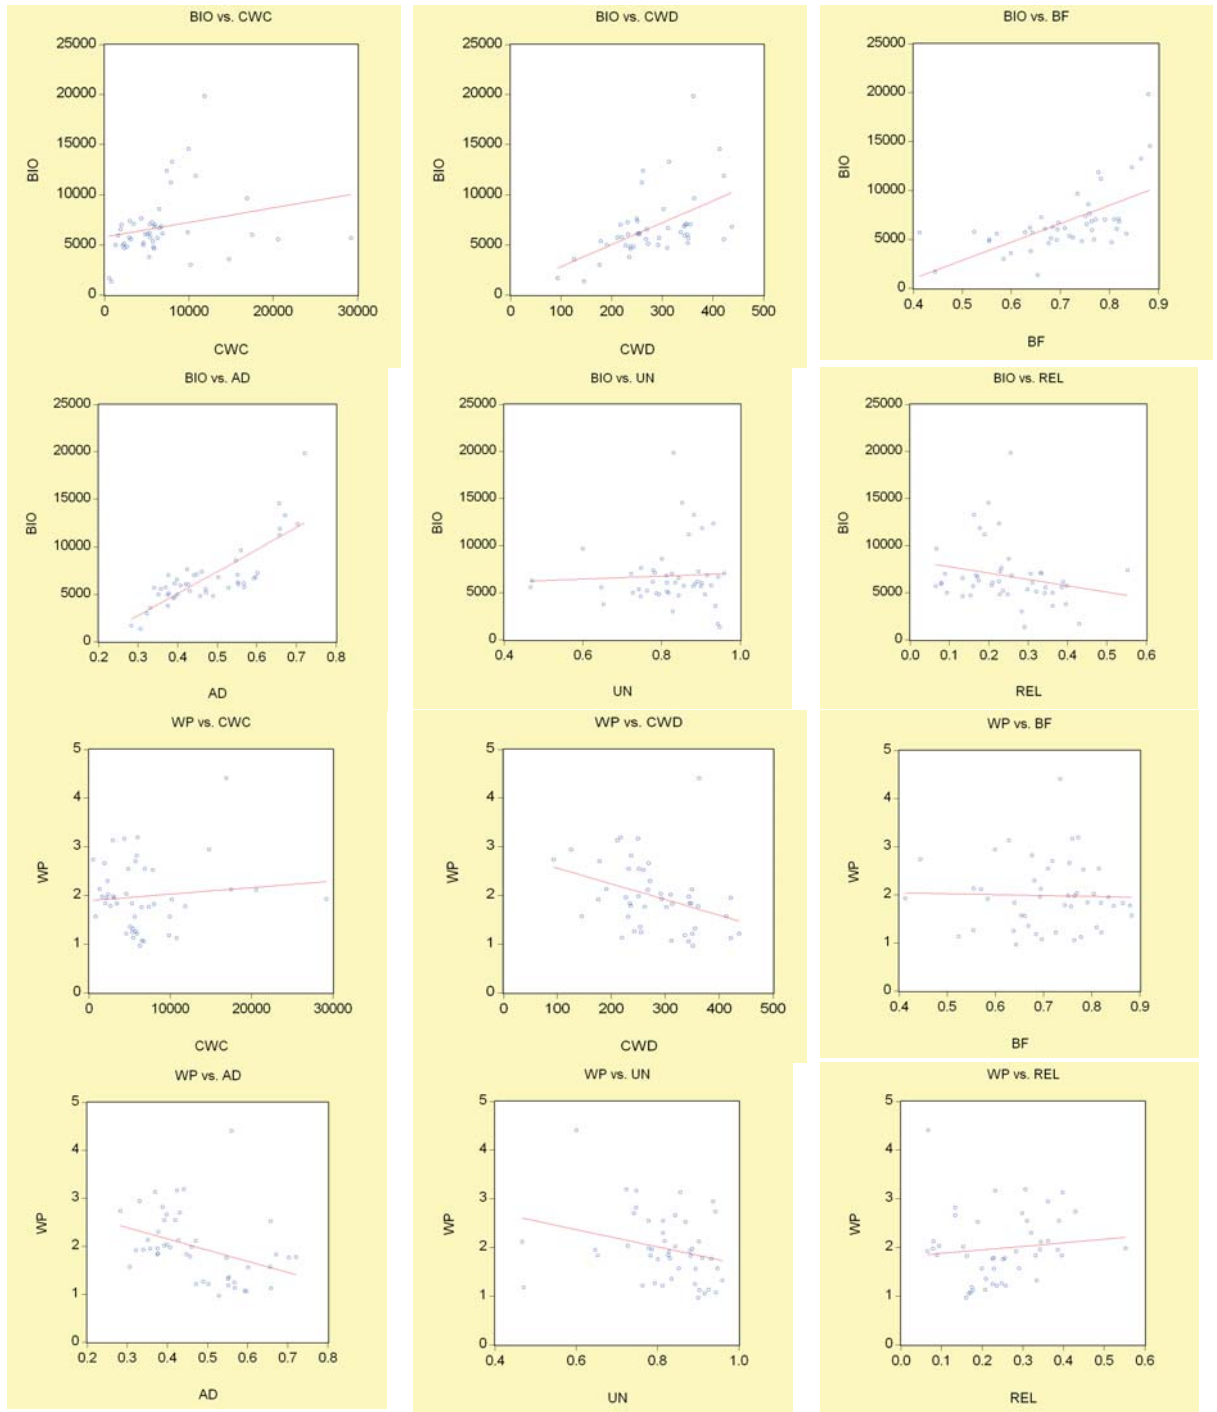 BIO vs. CWC
25000
20000
15000
10000
5000
0
BIO
0 10000 20000 30000
CWC
BIO vs. CWD
25000
20000
15000
10000
5000
0
BIO
0 100 200 300 400 500
CWD
BIO vs. BF
25000
20000
15000
10000
5000
0
BIO
0.4 0.5 0.6 0.7 0.8 0.9
BF
BIO vs. AD
25000
20000
15000
10000
5000
0
BIO
0.2 0.3 0.4 0.5 0.6 0.7 0.8
AD
BIO vs. UN
25000
20000
15000
10000
5000
0
BIO
0.4 0.6 0.8 1.0
UN
BIO vs. REL
25000
20000
15000
10000
5000
0
BIO
0.0 0.1 0.2 0.3 0.4 0.5 0.6
REL
WP vs. CWC
5
4
3
2
1
0
WP
0 10000 20000 30000
CWC
WP vs. CWD
5
4
3
2
1
0
WP
0 100 200 300 400 500
CWD
WP vs. BF
5
4
3
2
1
0
WP
0.4 0.5 0.6 0.7 0.8 0.9
BF
WP vs. AD
5
4
3
2
1
0
WP
0.2 0.3 0.4 0.5 0.6 0.7 0.8
AD
WP vs. UN
5
4
3
2
1
0
WP
0.4 0.6 0.8 1.0
UN
WP vs. REL
5
4
3
2
1
0
WP
0.0 0.1 0.2 0.3 0.4 0.5 0.6
REL